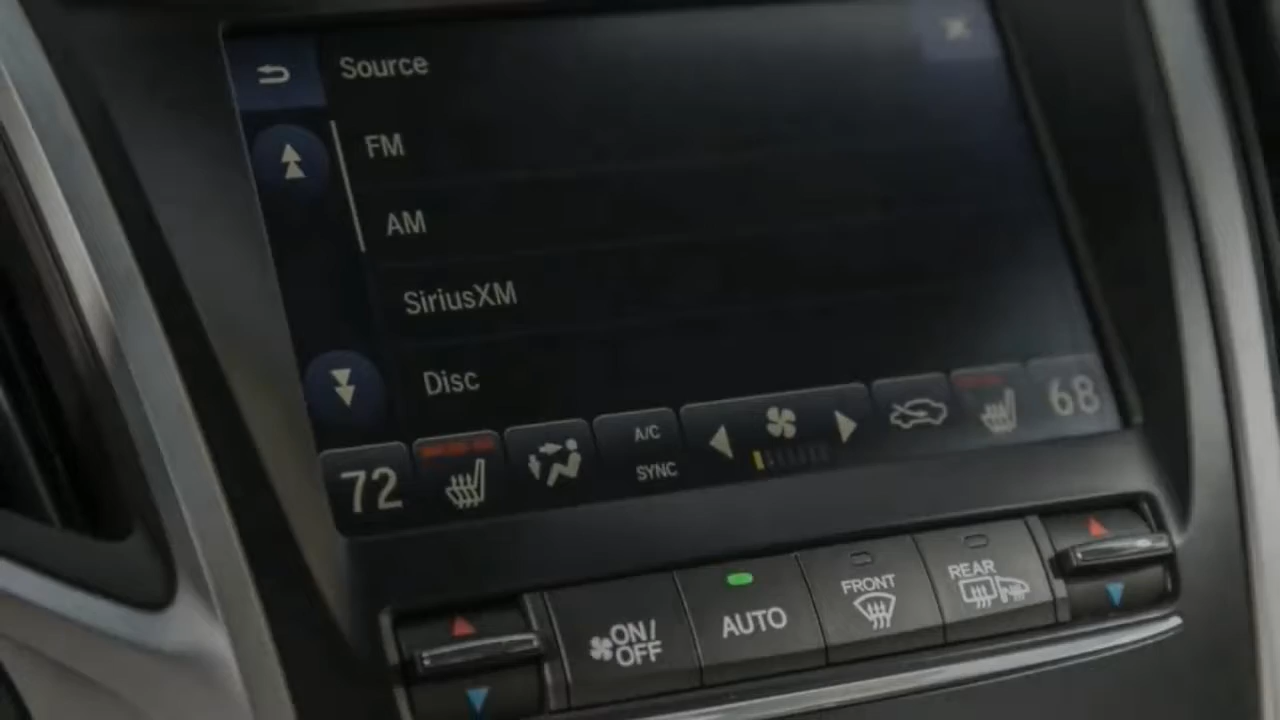 Source
FM
AM
SiriusXM
Disc
72
A/C
SYNC
68
ON/
OFF
AUTO
FRONT
REAR